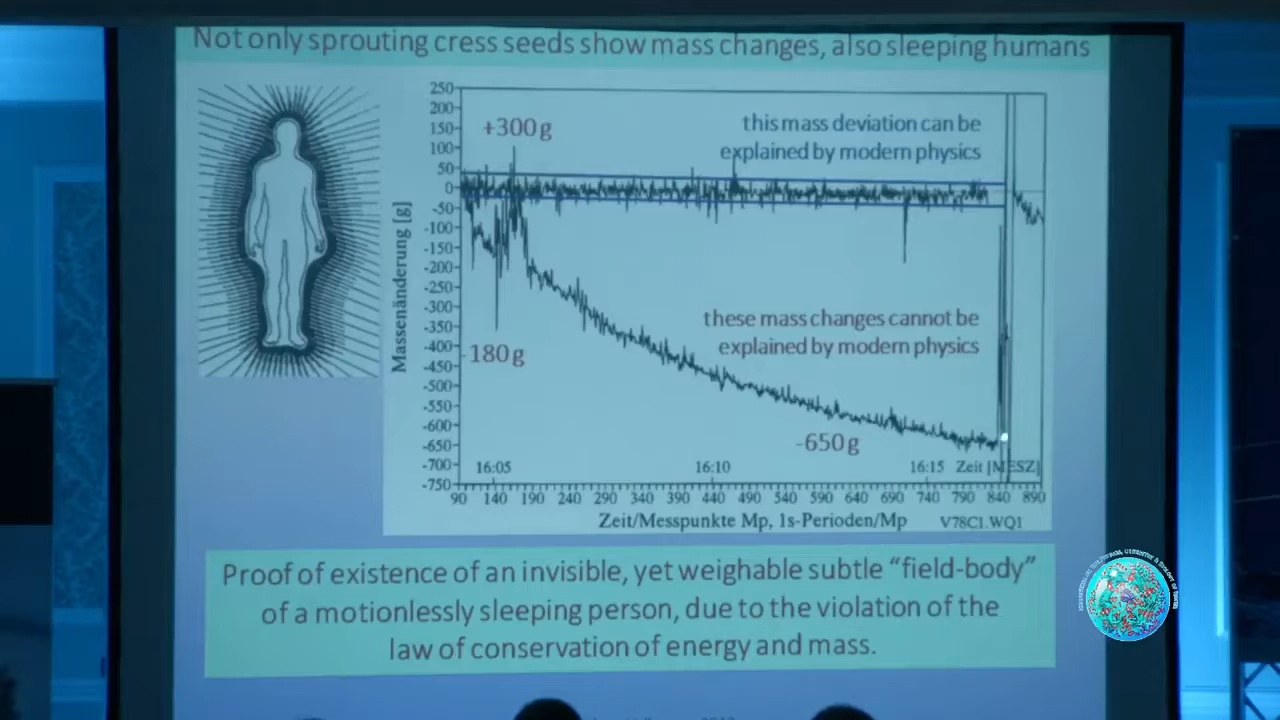 Not only sprouting cress seeds show mass changes, also sleeping humans
250
200
150
100
50
0
-50
-100
-150
-200
-250
-300
-350
-400
-450
-500
-550
-600
-650
-700
-750
Massenänderung [g]
+300g
this mass deviation can be
explained by modern physics
these mass changes cannot be
explained by modern physics
-180g
-650g
16:05 16:10 16:15 Zeit [MESZ]
90 140 190 240 290 340 390 440 490 540 590 640 690 740 790 840 890
Zeit/Messpunkte Mp, 1s-Perioden/Mp V78C1.WQ1
Proof of existence of an invisible, yet weighable subtle “field-body”
of a motionlessly sleeping person, due to the violation of the
law of conservation of energy and mass.